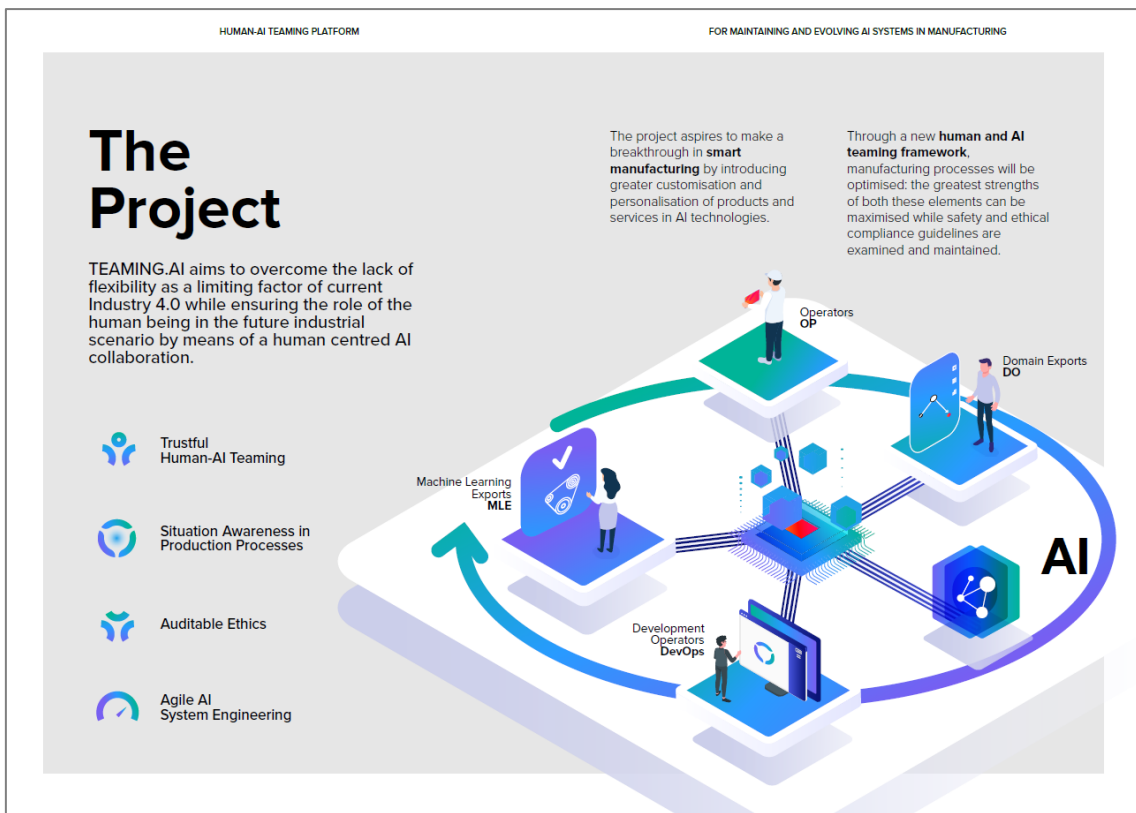 HUMAN-AI TEAMING PLATFORM
FOR MAINTAINING AND EVOLVING AI SYSTEMS IN MANUFACTURING
The
Project
TEAMING.AI aims to overcome the lack of
flexibility as a limiting factor of current
Industry 4.0 while ensuring the role of the
human being in the future industrial
scenario by means of a human centred AI
collaboration.
The project aspires to make a
breakthrough in smart
manufacturing by introducing
greater customisation and
personalisation of products and
services in AI technologies.
Through a new human and AI
teaming framework,
manufacturing processes will be
optimised: the greatest strengths
of both these elements can be
maximised while safety and ethical
compliance guidelines are
examined and maintained.
Trustful
Human-AI Teaming
Situation Awareness in
Production Processes
Auditable Ethics
Agile AI
System Engineering
Operators
OP
Domain Exports
DO
Machine Learning
Exports
MLE
AI
Development
Operators
DevOps